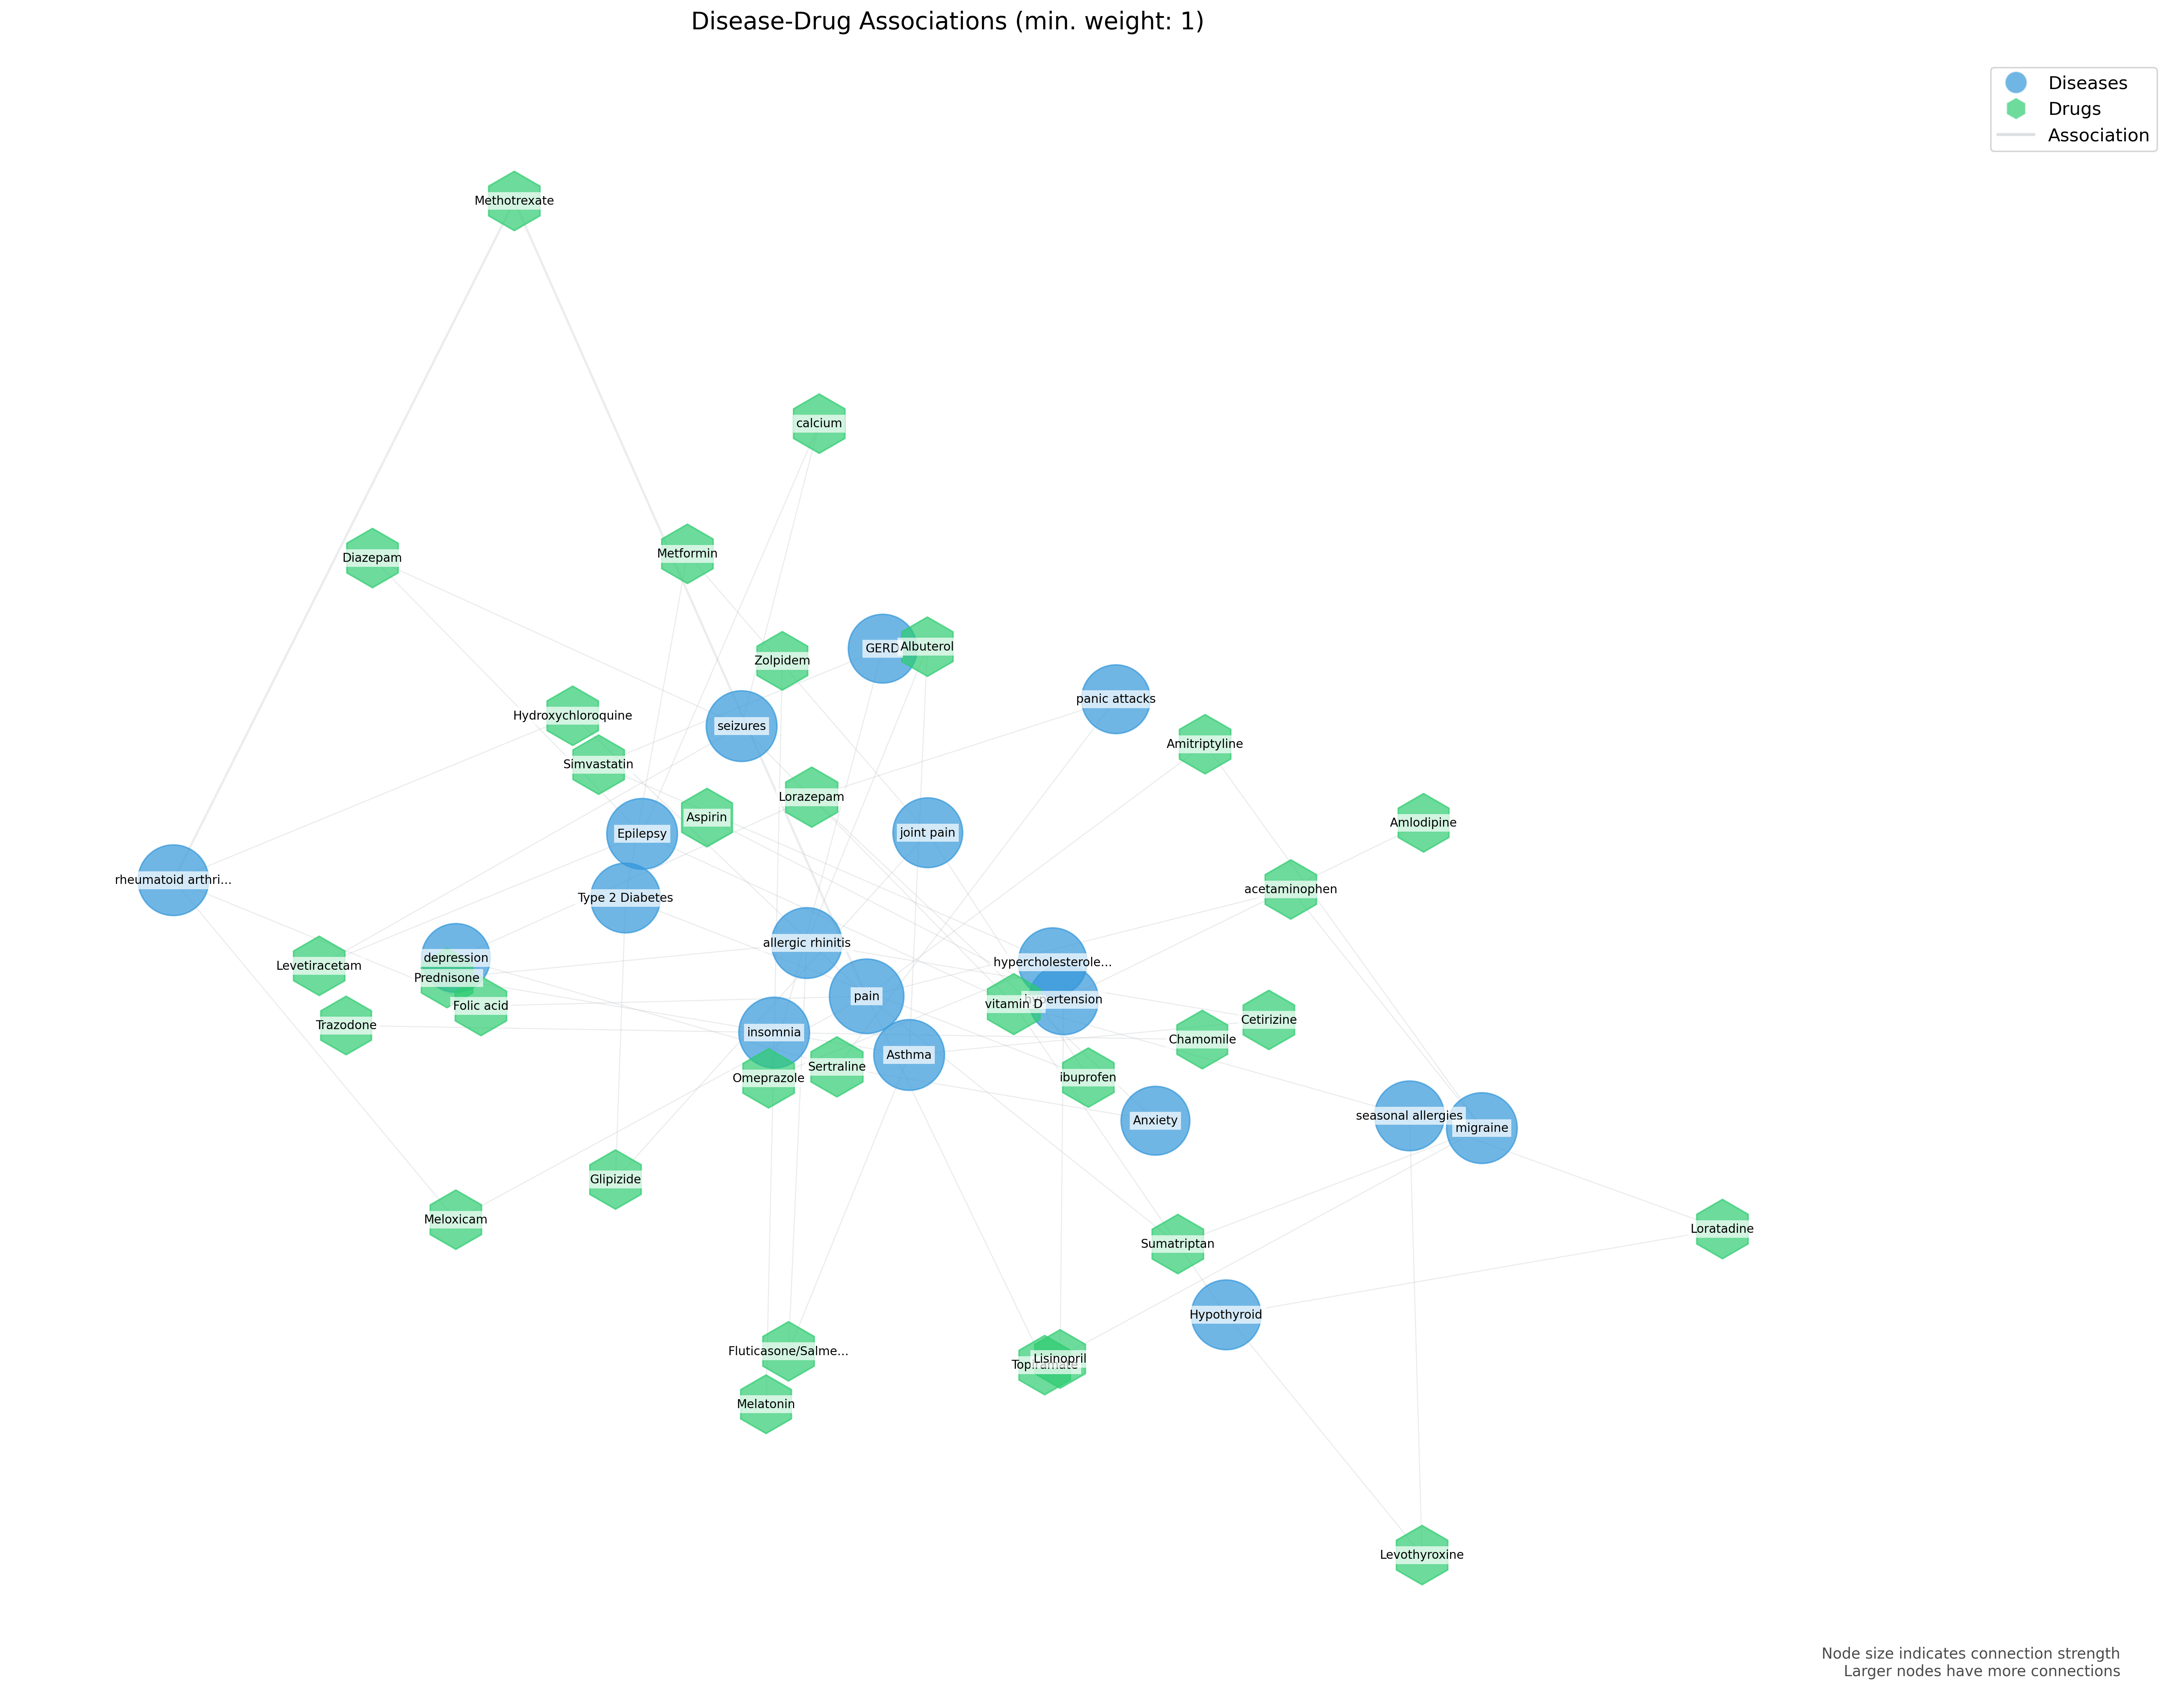 Disease-Drug Associations (min. weight: 1)
Diseases
Drugs
Association
Methotrexate
calcium
Diazepam
Metformin
Zolpidem
GERD
Albuterol
panic attacks
Hydroxychloroquine
seizures
Amitriptyline
Simvastatin
Lorazepam
Aspirin
Amlodipine
Epilepsy
joint pain
rheumatoid arthri...
acetaminophen
Type 2 Diabetes
allergic rhinitis
depression
hypercholesterole...
Levetiracetam
Prednisone
pain
hypertension
vitamin D
Folic acid
Trazodone
insomnia
Cetirizine
Chamomile
Asthma
Sertraline
Omeprazole
ibuprofen
Anxiety
seasonal allergies
migraine
Glipizide
Meloxicam
Loratadine
Sumatriptan
Hypothyroid
Fluticasone/Salme...
Lisinopril
Topiramate
Melatonin
Levothyroxine
Node size indicates connection strength
Larger nodes have more connections